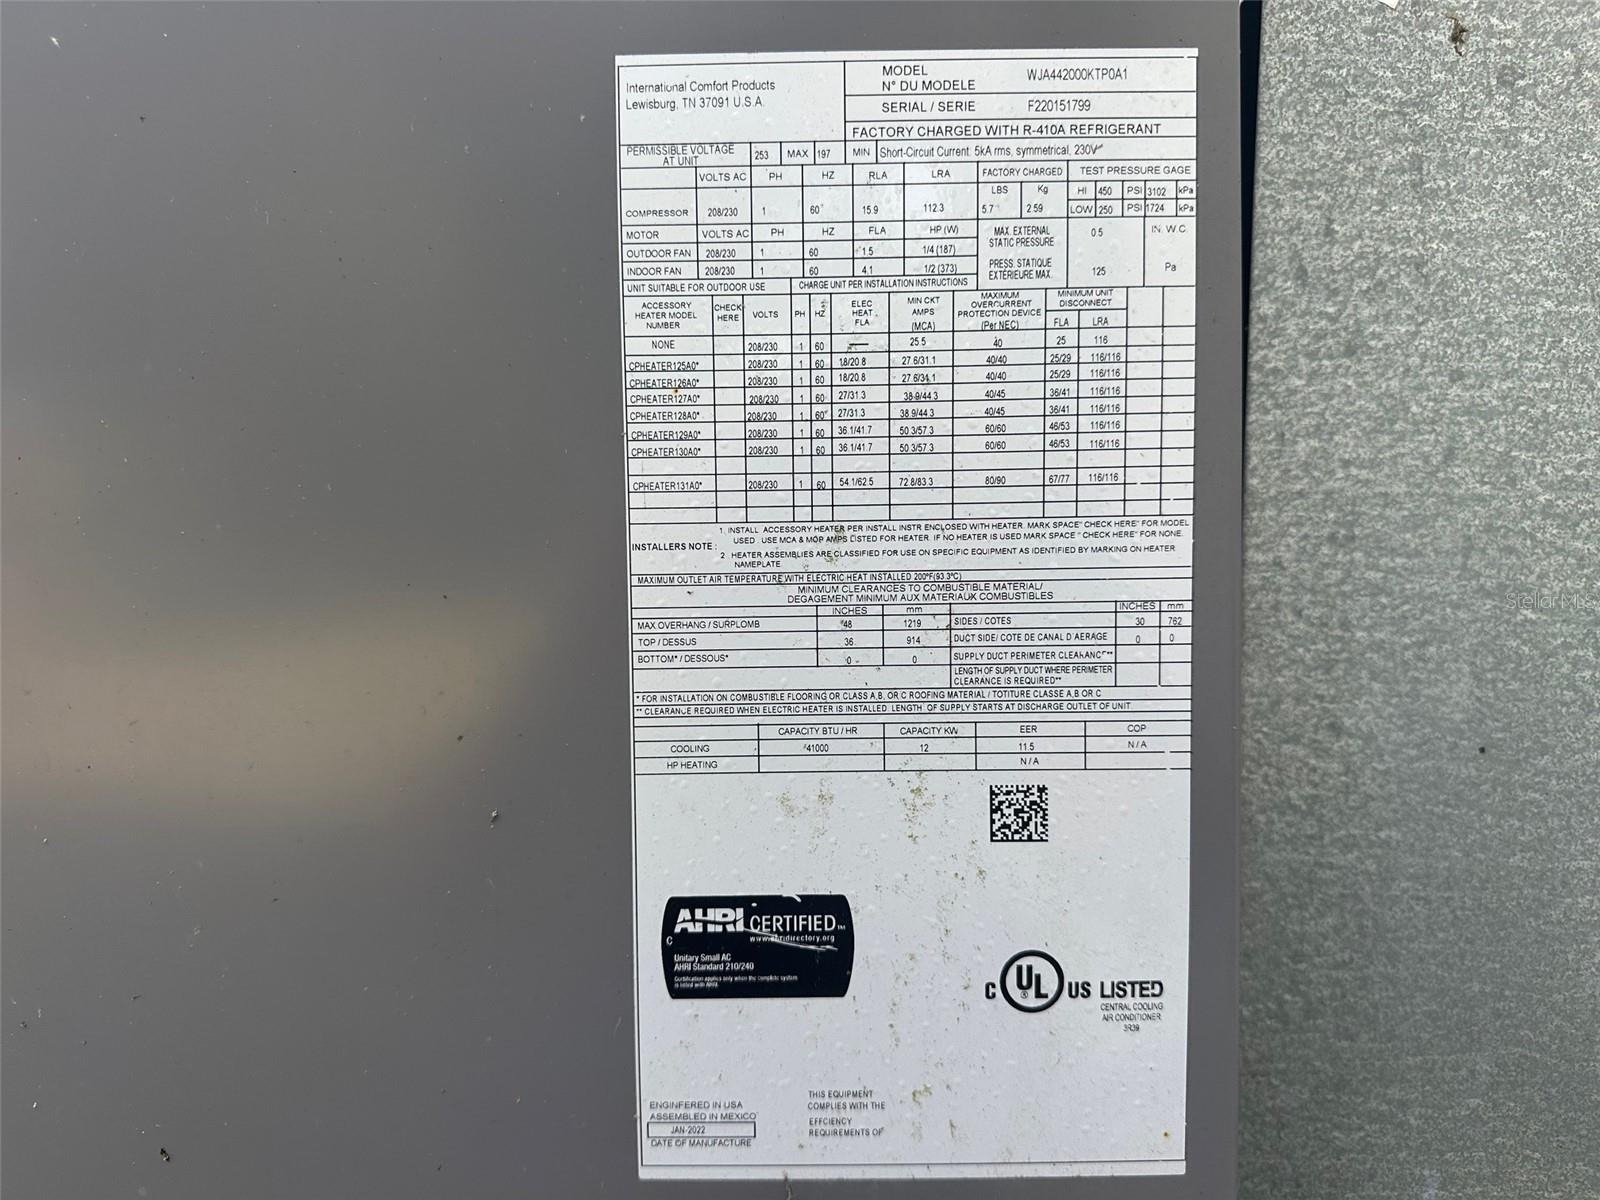 International Comfort Products
Lewisburg, TN 37091 U.S.A.
MODEL
N° DU MODELE WJA442000KTP0A1
SERIAL / SERIE F220151799
FACTORY CHARGED WITH R-410A REFRIGERANT
PERMISSIBLE VOLTAGE AT UNIT 253 MAX 197 MIN Short-Circuit Current: 5kA rms, symmetrical, 230V
VOLTS AC PH HZ RLA LRA FACTORY CHARGED TEST PRESSURE GAGE
LBS Kg HI 450 PSI 3102 kPa
COMPRESSOR 208/230 1 60 15.9 112.3 5.7 2.59 LOW 250 PSI 1724 kPa
MOTOR VOLTS AC PH HZ FLA HP (W) MAX. EXTERNAL STATIC PRESSURE 0.5 IN. W.C.
OUTDOOR FAN 208/230 1 60 1.5 1/4 (187)
INDOOR FAN 208/230 1 60 4.1 1/2 (373) PRESS. STATIQUE EXTÉRIEURE MAX. 125 Pa
UNIT SUITABLE FOR OUTDOOR USE CHARGE UNIT PER INSTALLATION INSTRUCTIONS
ACCESSORY HEATER MODEL NUMBER CHECK HERE VOLTS PH HZ ELEC HEAT FLA MIN CKT AMPS (MCA) MAXIMUM OVERCURRENT PROTECTION DEVICE (Per NEC) MINIMUM UNIT DISCONNECT FLA LRA
NONE 208/230 1 60 — 25.5 40 25 116
CPHEATER125A0* 208/230 1 60 18/20.8 27.6/31.1 40/40 25/29 116/116
CPHEATER126A0* 208/230 1 60 18/20.8 27.6/31.1 40/40 25/29 116/116
CPHEATER127A0* 208/230 1 60 27/31.3 38.9/44.3 40/45 36/41 116/116
CPHEATER128A0* 208/230 1 60 27/31.3 38.9/44.3 40/45 36/41 116/116
CPHEATER129A0* 208/230 1 60 36.1/41.7 50.3/57.3 60/60 46/53 116/116
CPHEATER130A0* 208/230 1 60 36.1/41.7 50.3/57.3 60/60 46/53 116/116
CPHEATER131A0* 208/230 1 60 54.1/62.5 72.8/83.3 80/90 67/77 116/116
INSTALLERS NOTE :
1. INSTALL ACCESSORY HEATER PER INSTALL INSTR ENCLOSED WITH HEATER. MARK SPACE" CHECK HERE" FOR MODEL
USED . USE MCA & MOP AMPS LISTED FOR HEATER. IF NO HEATER IS USED MARK SPACE " CHECK HERE" FOR NONE.
2. HEATER ASSEMBLIES ARE CLASSIFIED FOR USE ON SPECIFIC EQUIPMENT AS IDENTIFIED BY MARKING ON HEATER
NAMEPLATE
MAXIMUM OUTLET AIR TEMPERATURE WITH ELECTRIC HEAT INSTALLED 200°F(93.3°C)
MINIMUM CLEARANCES TO COMBUSTIBLE MATERIAL/
DEGAGEMENT MINIMUM AUX MATERIAUX COMBUSTIBLES
INCHES mm INCHES mm
MAX OVERHANG / SURPLOMB 48 1219 SIDES / COTES 30 762
TOP / DESSUS 36 914 DUCT SIDE/ COTE DE CANAL D'AERAGE 0 0
BOTTOM* / DESSOUS* 0 0 SUPPLY DUCT PERIMETER CLEARANCE**
LENGTH OF SUPPLY DUCT WHERE PERIMETER
CLEARANCE IS REQUIRED**
* FOR INSTALLATION ON COMBUSTIBLE FLOORING OR CLASS A,B, OR C ROOFING MATERIAL / TOTITURE CLASSE A,B OR C
** CLEARANCE REQUIRED WHEN ELECTRIC HEATER IS INSTALLED. LENGTH OF SUPPLY STARTS AT DISCHARGE OUTLET OF UNIT
CAPACITY BTU / HR CAPACITY KW EER COP
COOLING 41000 12 11.5 N/A
HP HEATING N/A
AHRI CERTIFIED™
www.ahridirectory.org
C
Unitary Small AC
AHRI Standard 210/240
Certification applies only when the complete system
is listed with AHRI.
C UL ® US LISTED
CENTRAL COOLING
AIR CONDITIONER
3R39
ENGINEERED IN USA
ASSEMBLED IN MEXICO
JAN-2022
DATE OF MANUFACTURE
THIS EQUIPMENT
COMPLIES WITH THE
EFFCIENCY
REQUIREMENTS OF
Stellar MLS